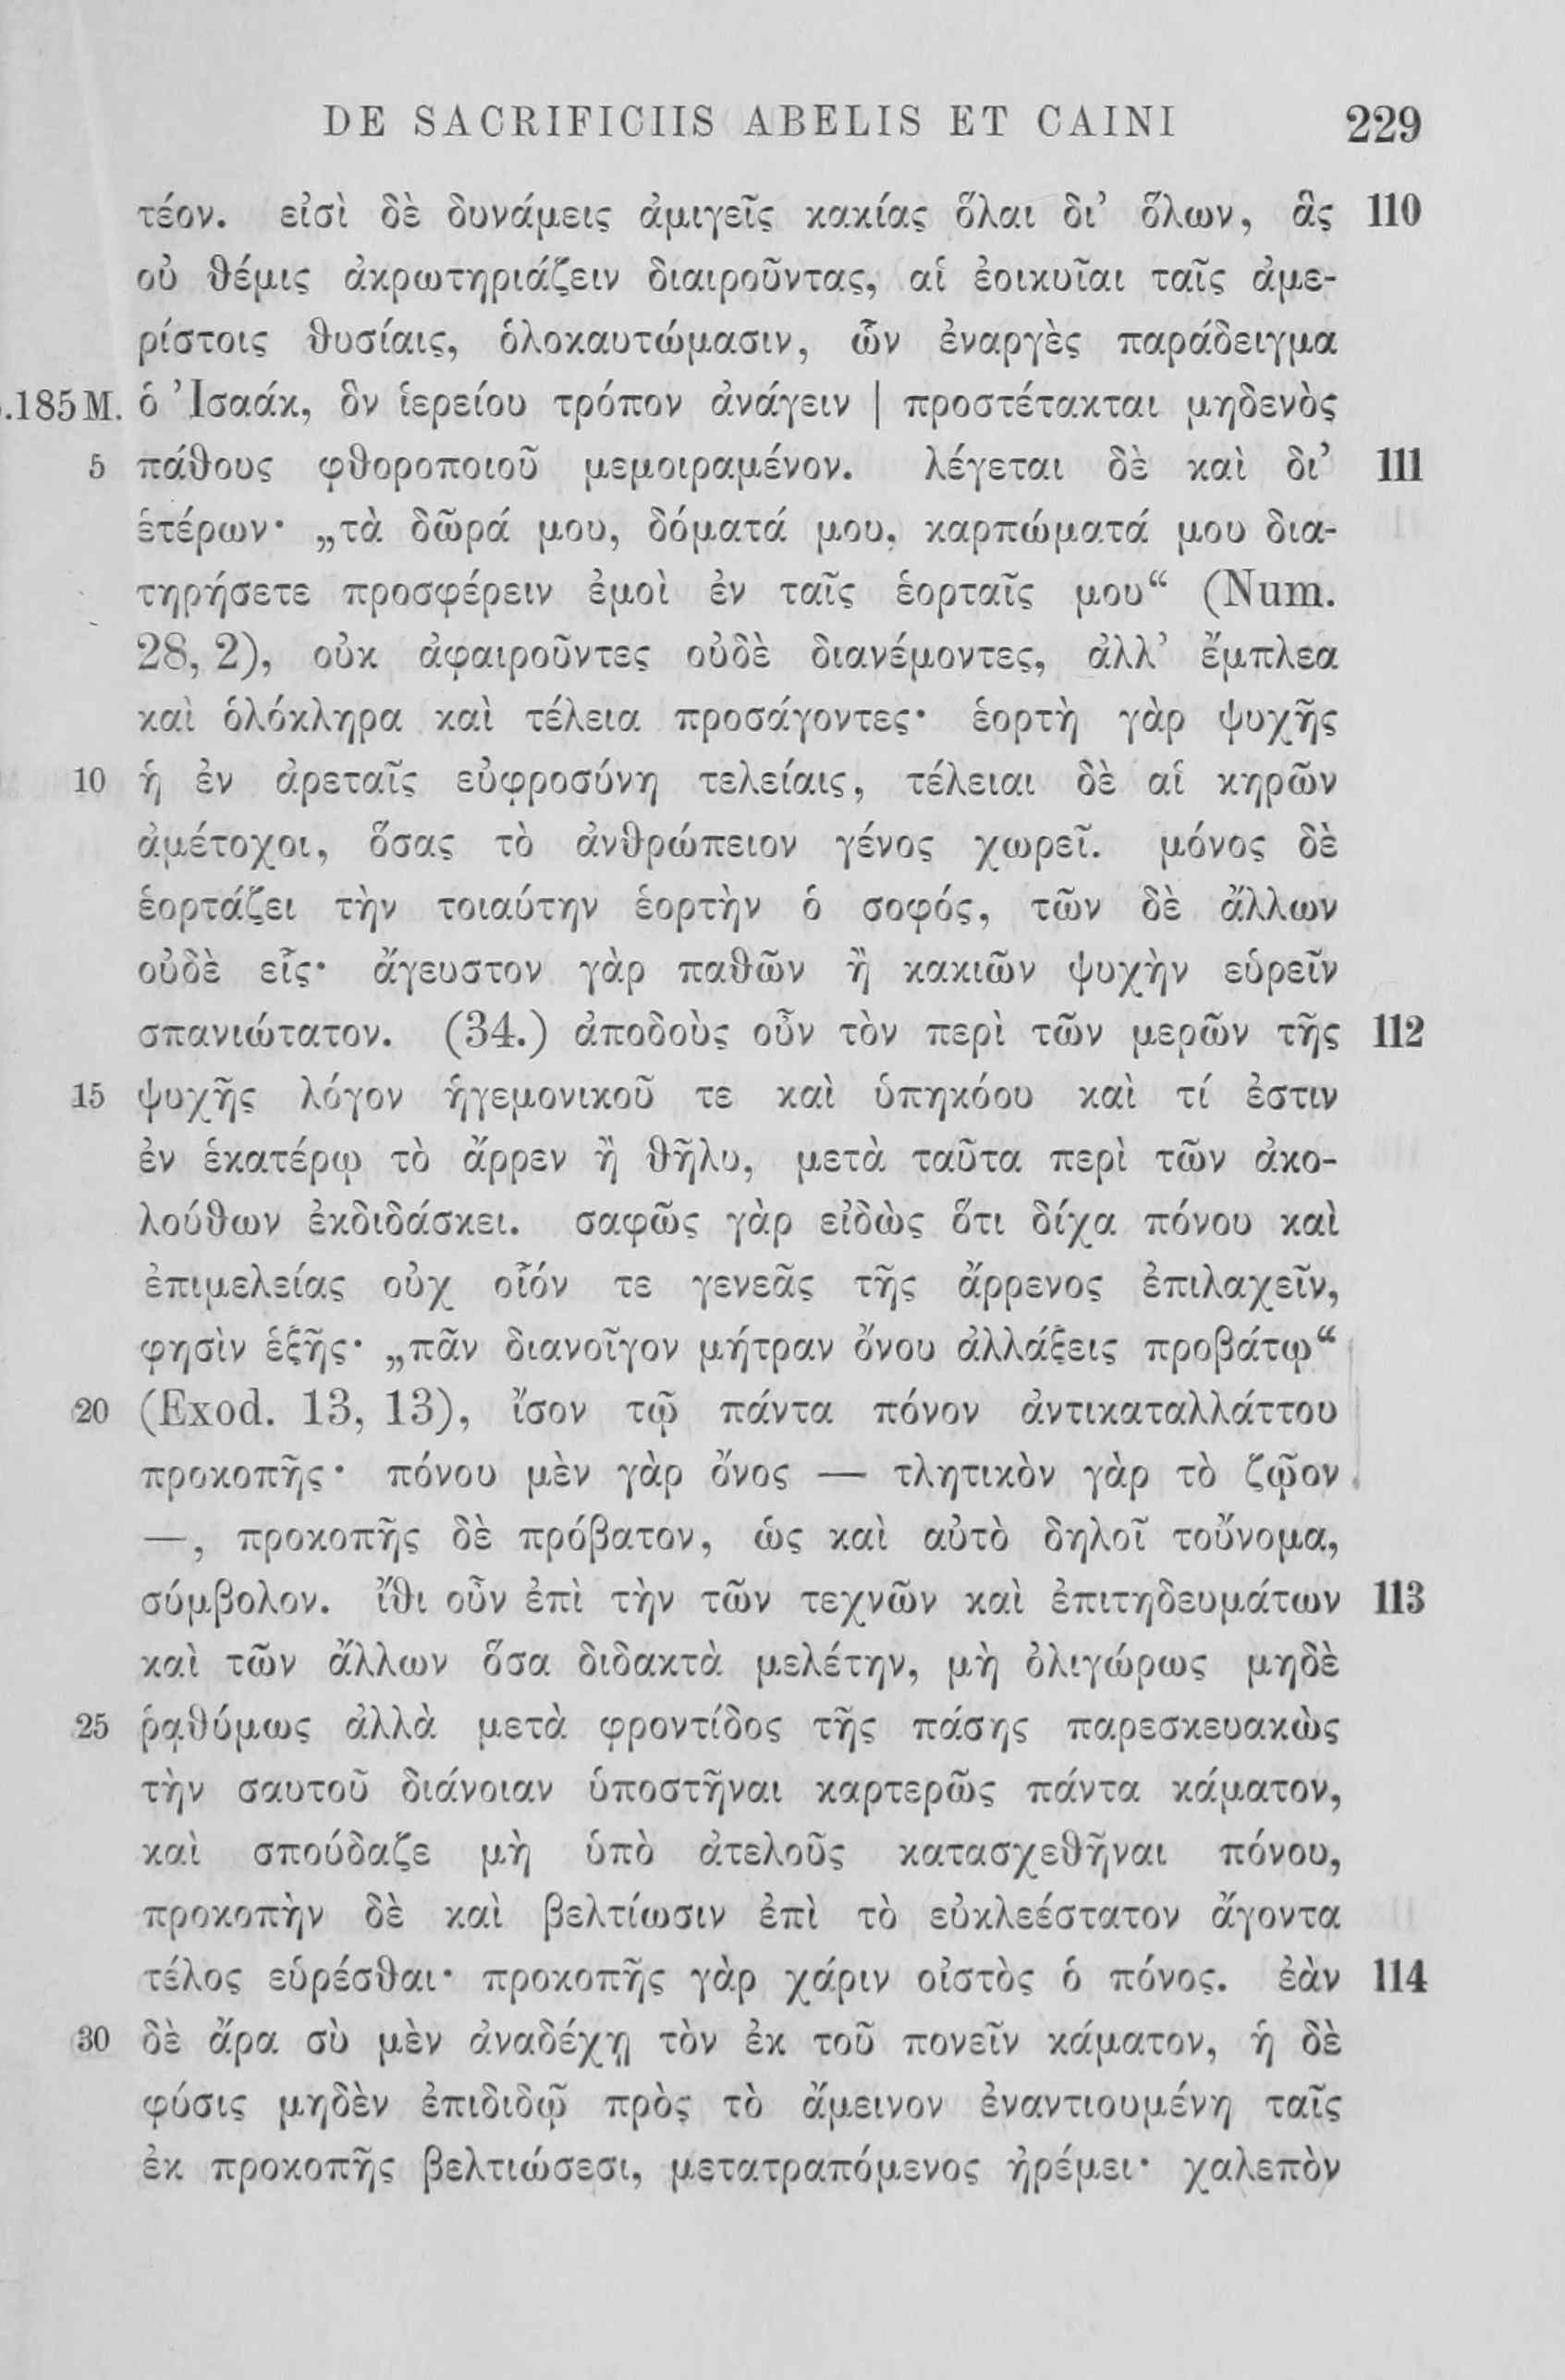 DE SACRIFICIIS ABELIS ET CAINI 229
τέον. εἰσὶ δὲ δυνάμεις ἀμιγεῖς κακίας ὅλαι δι’ ὅλων, ἃς 110
οὐ θέμις ἀκρωτηριάζειν διαιροῦντας, αἱ ἐοικυῖαι ταῖς ἀμε-
ρίστοις θυσίαις, ὁλοκαυτώμασιν, ὧν ἐναργὲς παράδειγμα
.185 M. ὁ Ἰσαάκ, ὃν ἱερείου τρόπον ἀνάγειν | προστέτακται μηδενὸς
5 πάθους φθοροποιοῦ μεμοιραμένον. λέγεται δὲ καὶ δι’ 111
ἑτέρων· „τὰ δῶρά μου, δόματά μου, καρπώματά μου δια-
τηρήσετε προσφέρειν ἐμοὶ ἐν ταῖς ἑορταῖς μου“ (Num.
28, 2), οὐκ ἀφαιροῦντες οὐδὲ διανέμοντες, ἀλλ’ ἔμπλεα
καὶ ὁλόκληρα καὶ τέλεια προσάγοντες· ἑορτὴ γὰρ ψυχῆς
10 ἡ ἐν ἀρεταῖς εὐφροσύνη τελείαις, τέλειαι δὲ αἱ κηρῶν
ἀμέτοχοι, ὅσας τὸ ἀνθρώπειον γένος χωρεῖ. μόνος δὲ
ἑορτάζει τὴν τοιαύτην ἑορτὴν ὁ σοφός, τῶν δὲ ἄλλων
οὐδὲ εἷς· ἄγευστον γὰρ παθῶν ἢ κακιῶν ψυχὴν εὑρεῖν
σπανιώτατον. (34.) ἀποδοὺς οὖν τὸν περὶ τῶν μερῶν τῆς 112
15 ψυχῆς λόγον ἡγεμονικοῦ τε καὶ ὑπηκόου καὶ τί ἐστιν
ἐν ἑκατέρῳ τὸ ἄρρεν ἢ θῆλυ, μετὰ ταῦτα περὶ τῶν ἀκο-
λούθων ἐκδιδάσκει. σαφῶς γὰρ εἰδὼς ὅτι δίχα πόνου καὶ
ἐπιμελείας οὐχ οἷόν τε γενεᾶς τῆς ἄρρενος ἐπιλαχεῖν,
φησὶν ἑξῆς· „πᾶν διανοῖγον μήτραν ὄνου ἀλλάξεις προβάτῳ“
20 (Exod. 13, 13), ἴσον τῷ πάντα πόνον ἀντικαταλλάττου
προκοπῆς· πόνου μὲν γὰρ ὄνος — τλητικὸν γὰρ τὸ ζῷον
—, προκοπῆς δὲ πρόβατον, ὡς καὶ αὐτὸ δηλοῖ τοὔνομα,
σύμβολον. ἴθι οὖν ἐπὶ τὴν τῶν τεχνῶν καὶ ἐπιτηδευμάτων 113
καὶ τῶν ἄλλων ὅσα διδακτὰ μελέτην, μὴ ὀλιγώρως μηδὲ
25 ῥᾳθύμως ἀλλὰ μετὰ φροντίδος τῆς πάσης παρεσκευακὼς
τὴν σαυτοῦ διάνοιαν ὑποστῆναι καρτερῶς πάντα κάματον,
καὶ σπούδαζε μὴ ὑπὸ ἀτελοῦς κατασχεθῆναι πόνου,
προκοπὴν δὲ καὶ βελτίωσιν ἐπὶ τὸ εὐκλεέστατον ἄγοντα
τέλος εὑρέσθαι· προκοπῆς γὰρ χάριν οἰστὸς ὁ πόνος. ἐὰν 114
30 δὲ ἄρα σὺ μὲν ἀναδέχῃ τὸν ἐκ τοῦ πονεῖν κάματον, ἡ δὲ
φύσις μηδὲν ἐπιδιδῷ πρὸς τὸ ἄμεινον ἐναντιουμένη ταῖς
ἐκ προκοπῆς βελτιώσεσι, μετατραπόμενος ἠρέμει· χαλεπὸν